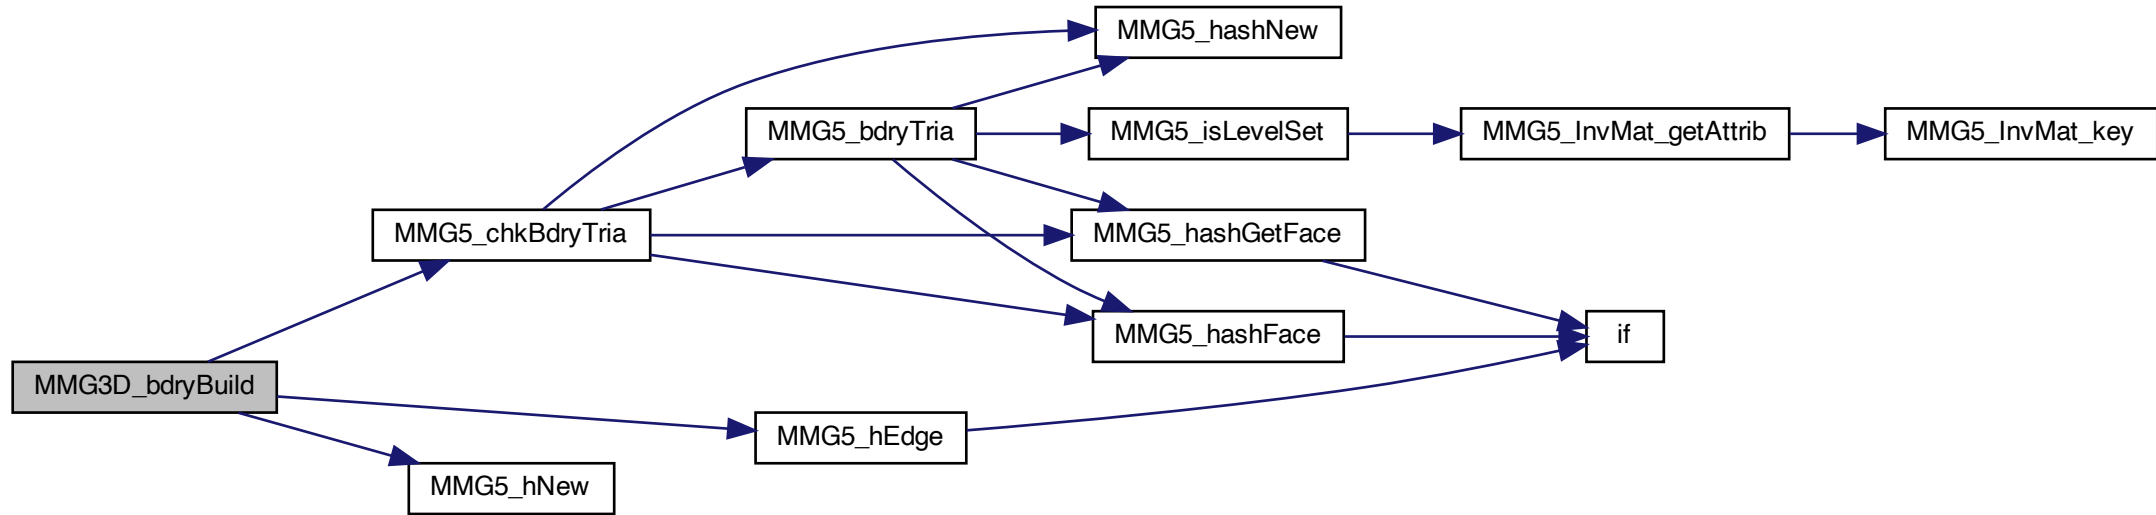 MMG5_hashNew
MMG5_bdryTria
MMG5_isLevelSet
MMG5_InvMat_getAttrib
MMG5_InvMat_key
MMG5_chkBdryTria
MMG5_hashGetFace
MMG5_hashFace
if
MMG3D_bdryBuild
MMG5_hEdge
MMG5_hNew